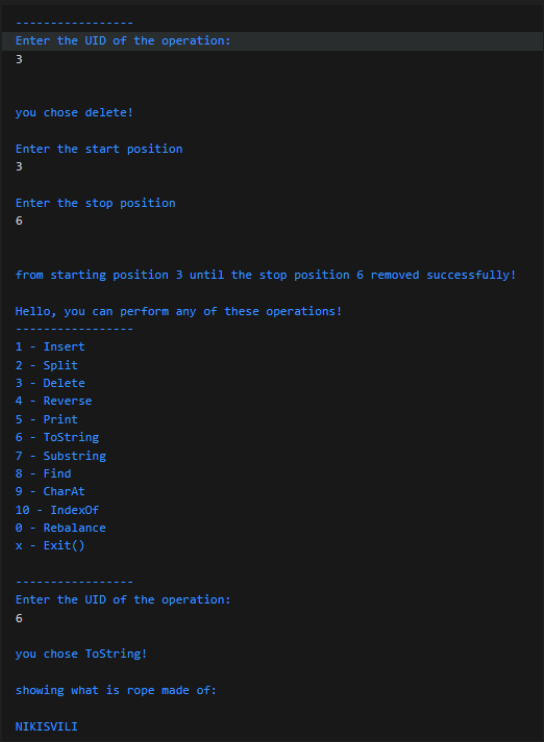 -----------------
Enter the UID of the operation:
3
you chose delete!
Enter the start position
3
Enter the stop position
6
from starting position 3 until the stop position 6 removed successfully!
Hello, you can perform any of these operations!
-----------------
1 - Insert
2 - Split
3 - Delete
4 - Reverse
5 - Print
6 - ToString
7 - Substring
8 - Find
9 - CharAt
10 - IndexOf
0 - Rebalance
x - Exit()
-----------------
Enter the UID of the operation:
6
you chose ToString!
showing what is rope made of:
NIKISVILI